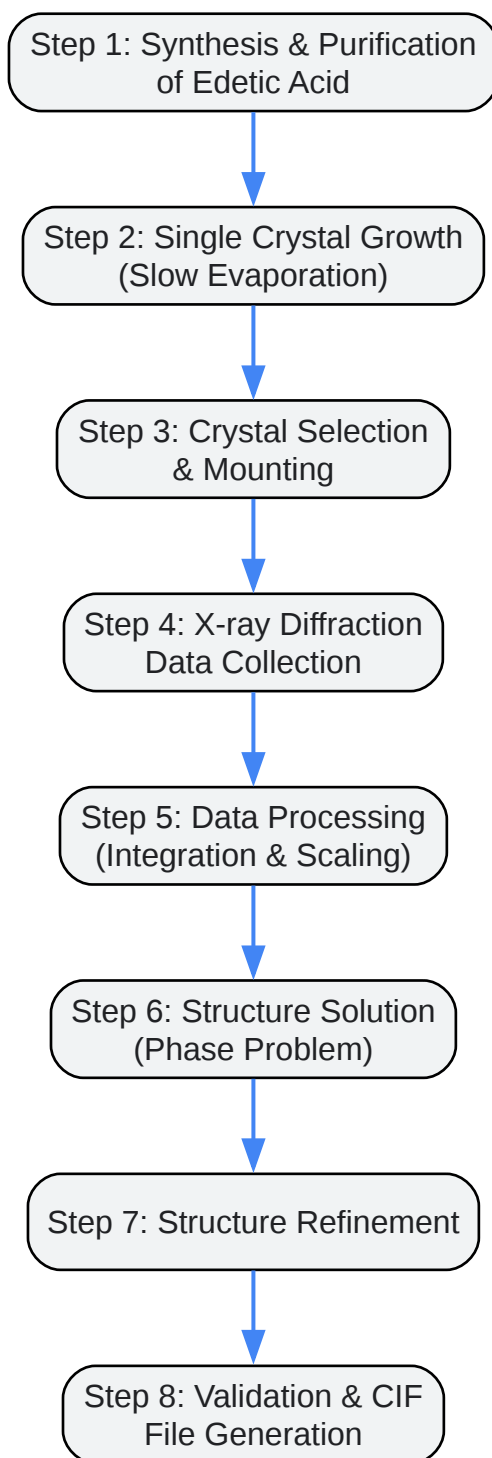 Step 1: Synthesis & Purification
of Edetic Acid
Step 2: Single Crystal Growth
(Slow Evaporation)
Step 3: Crystal Selection
& Mounting
Step 4: X-ray Diffraction
Data Collection
Step 5: Data Processing
(Integration & Scaling)
Step 6: Structure Solution
(Phase Problem)
Step 7: Structure Refinement
Step 8: Validation & CIF
File Generation